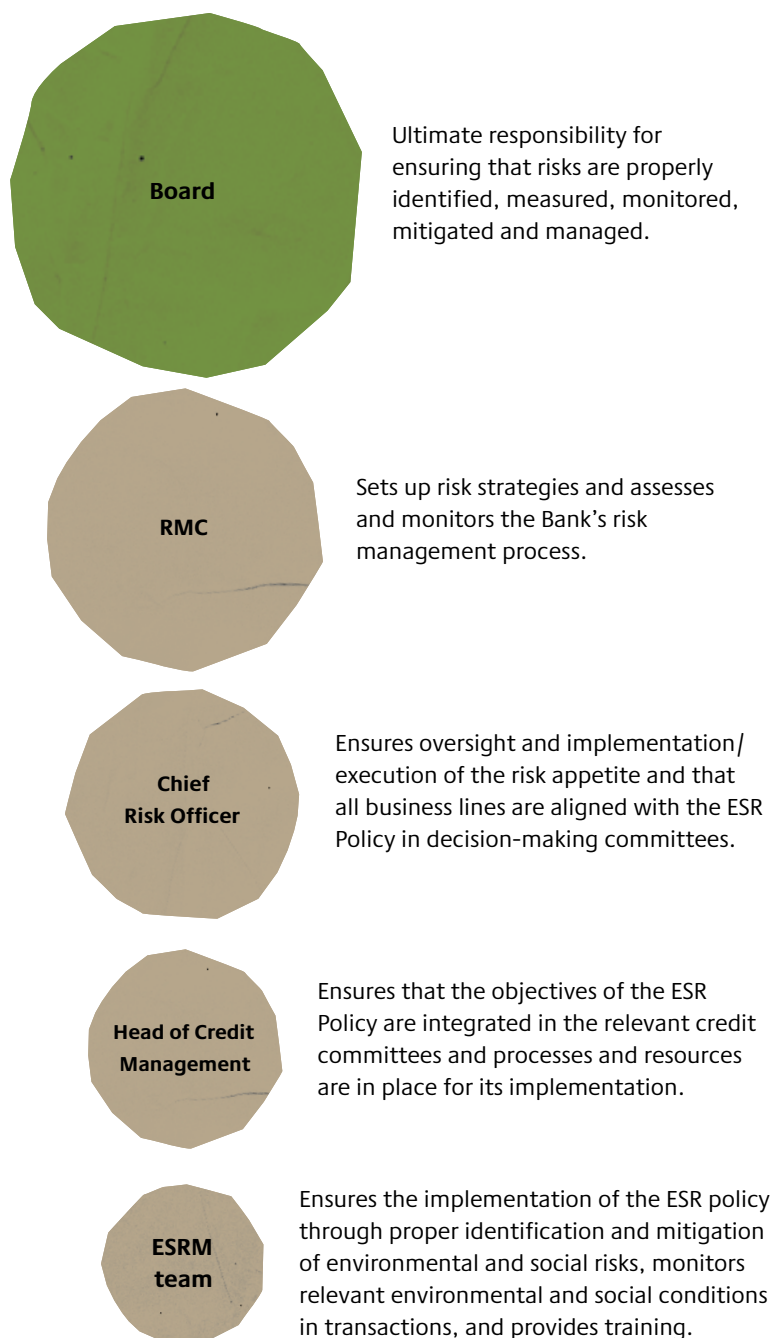 Board
Ultimate responsibility for
ensuring that risks are properly
identified, measured, monitored,
mitigated and managed.
RMC
Sets up risk strategies and assesses
and monitors the Bank’s risk
management process.
Chief
Risk Officer
Ensures oversight and implementation/
execution of the risk appetite and that
all business lines are aligned with the ESR
Policy in decision-making committees.
Head of Credit
Management
Ensures that the objectives of the ESR
Policy are integrated in the relevant credit
committees and processes and resources
are in place for its implementation.
ESRM
team
Ensures the implementation of the ESR policy
through proper identification and mitigation
of environmental and social risks, monitors
relevant environmental and social conditions
in transactions, and provides training.